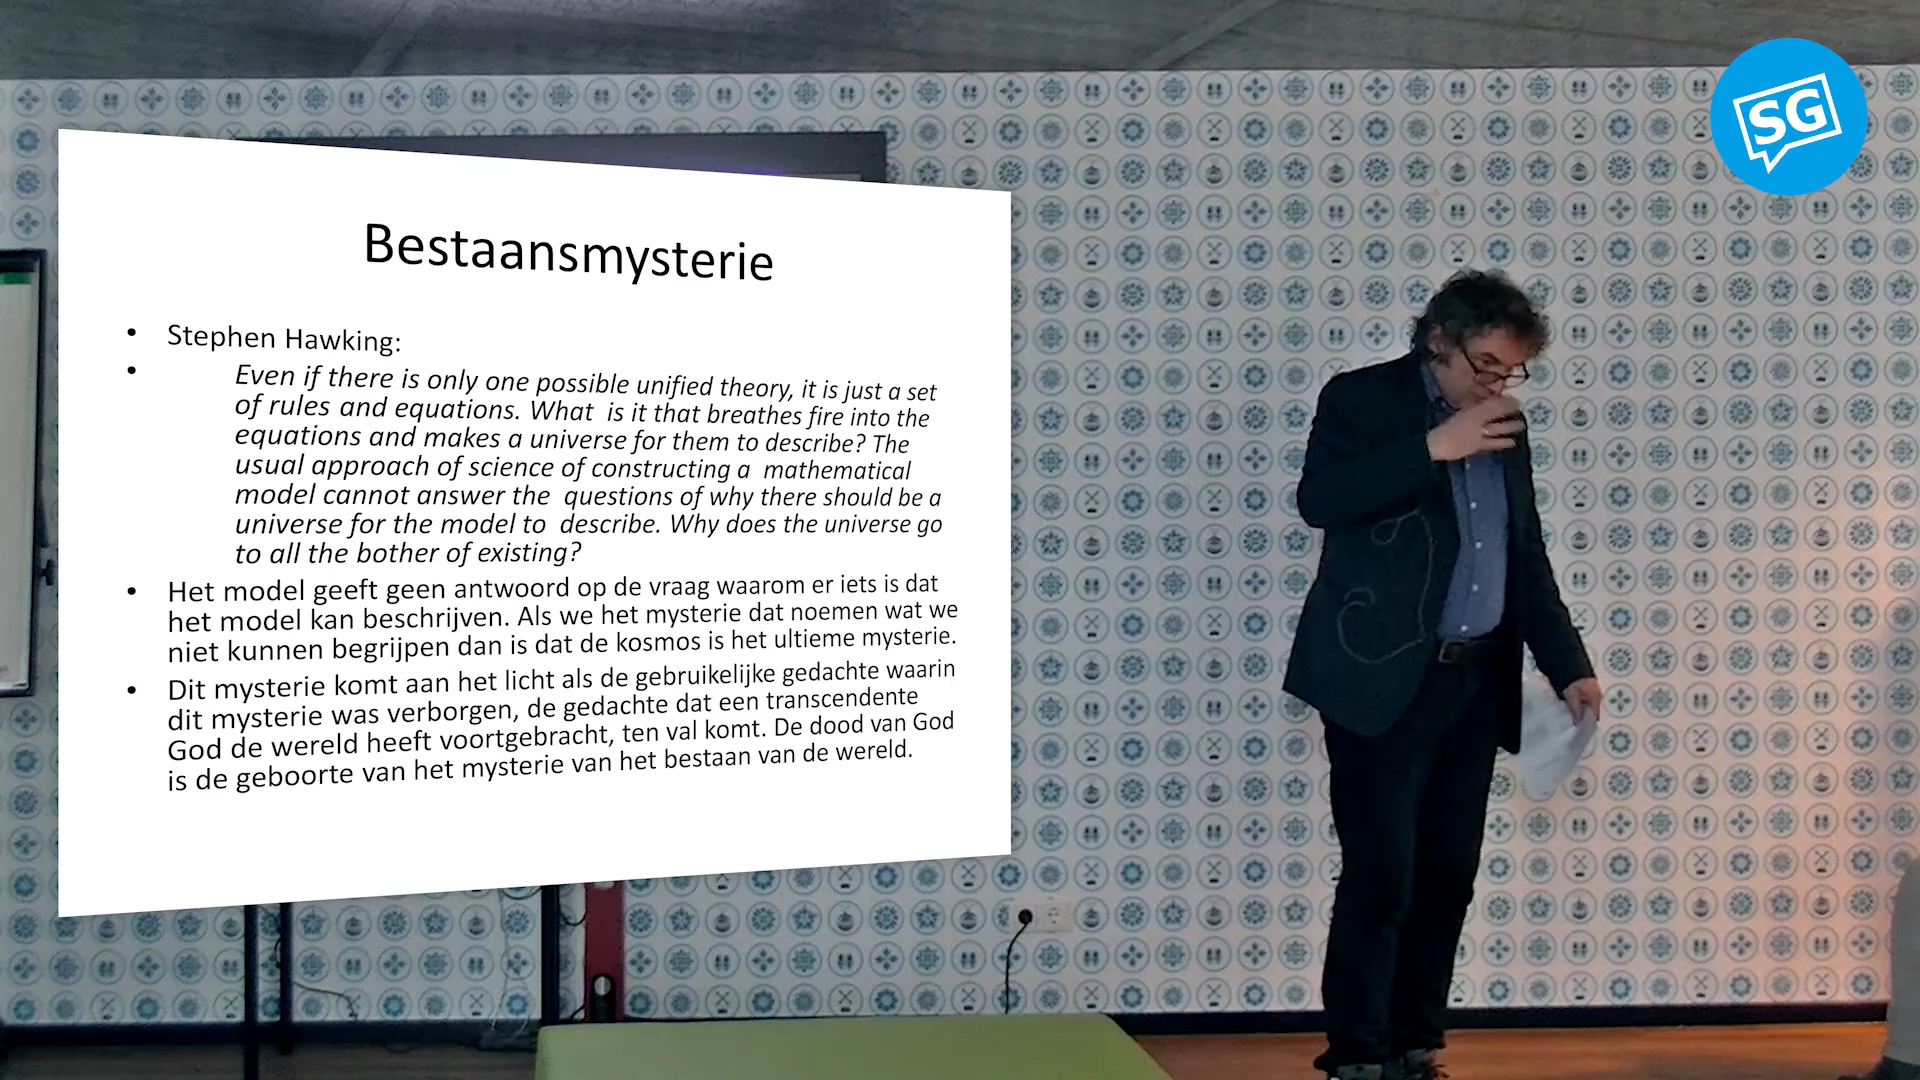 SG
Bestaansmysterie
• Stephen Hawking:
• Even if there is only one possible unified theory, it is just a set
of rules and equations. What is it that breathes fire into the
equations and makes a universe for them to describe? The
usual approach of science of constructing a mathematical
model cannot answer the questions of why there should be a
universe for the model to describe. Why does the universe go
to all the bother of existing?
• Het model geeft geen antwoord op de vraag waarom er iets is dat
het model kan beschrijven. Als we het mysterie dat noemen wat we
niet kunnen begrijpen dan is dat de kosmos is het ultieme mysterie.
• Dit mysterie komt aan het licht als de gebruikelijke gedachte waarin
dit mysterie was verborgen, de gedachte dat een transcendente
God de wereld heeft voortgebracht, ten val komt. De dood van God
is de geboorte van het mysterie van het bestaan van de wereld.